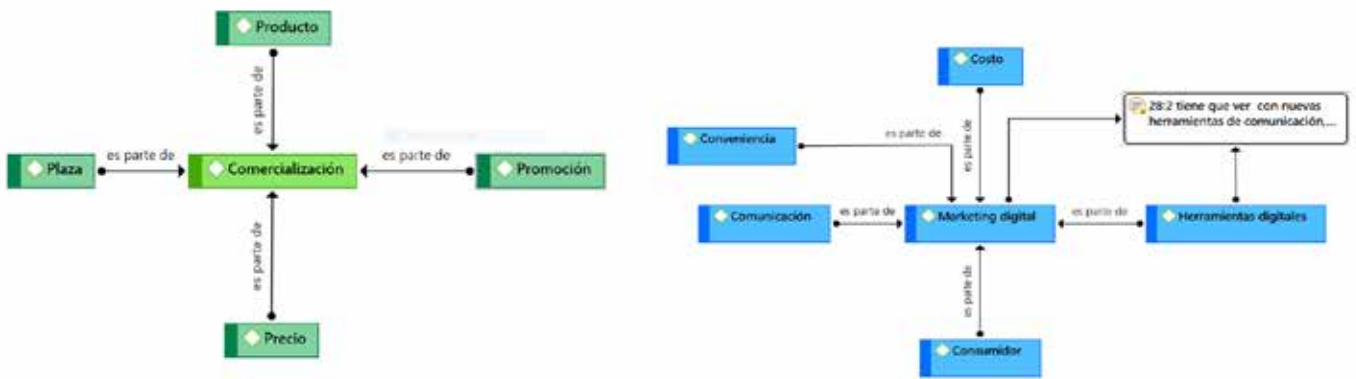 Producto
es parte de
Plaza
es parte de
Comercialización
es parte de
Promoción
es parte de
Precio
Costo
Conveniencia
es parte de
es parte de
28:2 tiene que ver con nuevas
herramientas de comunicación,...
Comunicación
es parte de
Marketing digital
es parte de
Herramientas digitales
es parte de
Consumidor